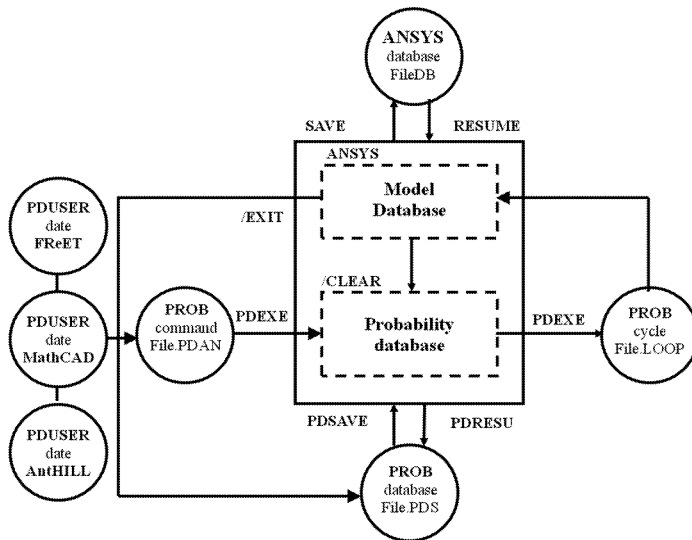 ANSYS
database
FileDB
SAVE
RESUME
ANSYS
Model
Database
/EXIT
PDUSER
date
FReET
/CLEAR
PDUSER
date
MathCAD
PROB
command
File.PDAN
PDEXE
Probability
database
PDEXE
PROB
cycle
File.LOOP
PDUSER
date
AntHILL
PDSAVE
PDRESU
PROB
database
File.PDS